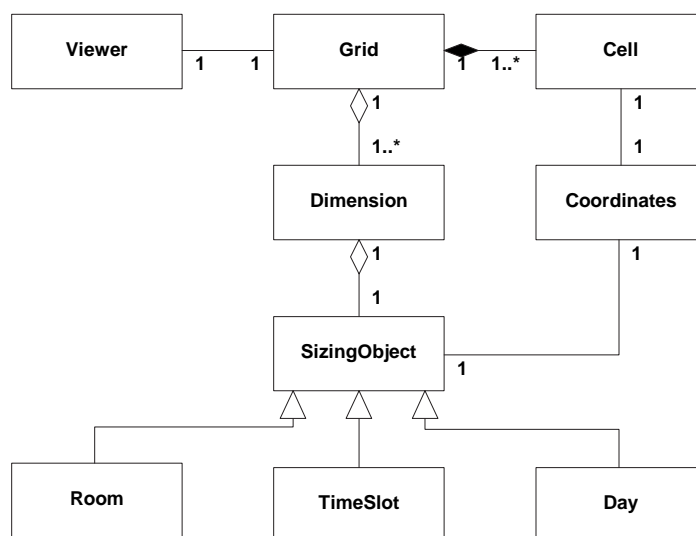 Viewer
Grid
Cell
1
1
1
1..*
1
1
1..*
1
Dimension
Coordinates
1
1
1
SizingObject
1
Room
TimeSlot
Day